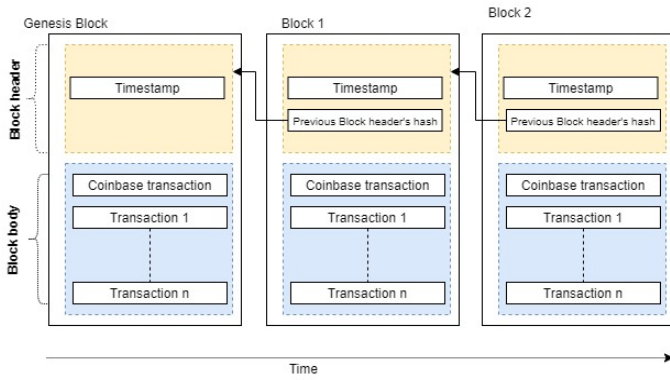 Genesis Block
Block 1
Block 2
Block header
Timestamp
Timestamp
Previous Block header's hash
Timestamp
Previous Block header's hash
Block body
Coinbase transaction
Transaction 1
Transaction n
Coinbase transaction
Transaction 1
Transaction n
Coinbase transaction
Transaction 1
Transaction n
Time